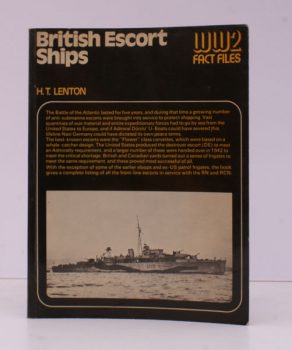 British Escort
Ships
WW2
FACT FILES
H.T. LENTON
The Battle of the Atlantic lasted for five years, and during that time a growing number
of anti-submarine escorts were brought into service to protect shipping. Vast
quantities of war material and entire expeditionary forces had to go by sea from the
United States to Europe, and if Admiral Dönitz' U-Boats could have severed this
lifeline Nazi Germany could have dictated its own peace terms.
The best-known escorts were the "Flower" class corvettes, which were based on a
whale-catcher design. The United States produced the destroyer escort (DE) to meet
an Admiralty requirement, and a large number of these were handed over in 1942 to
meet the critical shortage. British and Canadian yards turned out a series of frigates to
meet the same requirement, and these proved most successful of all.
With the exception of some of the earlier sloops and ex-US patrol frigates, the book
gives a complete listing of all the front-line escorts in service with the RN and RCN.